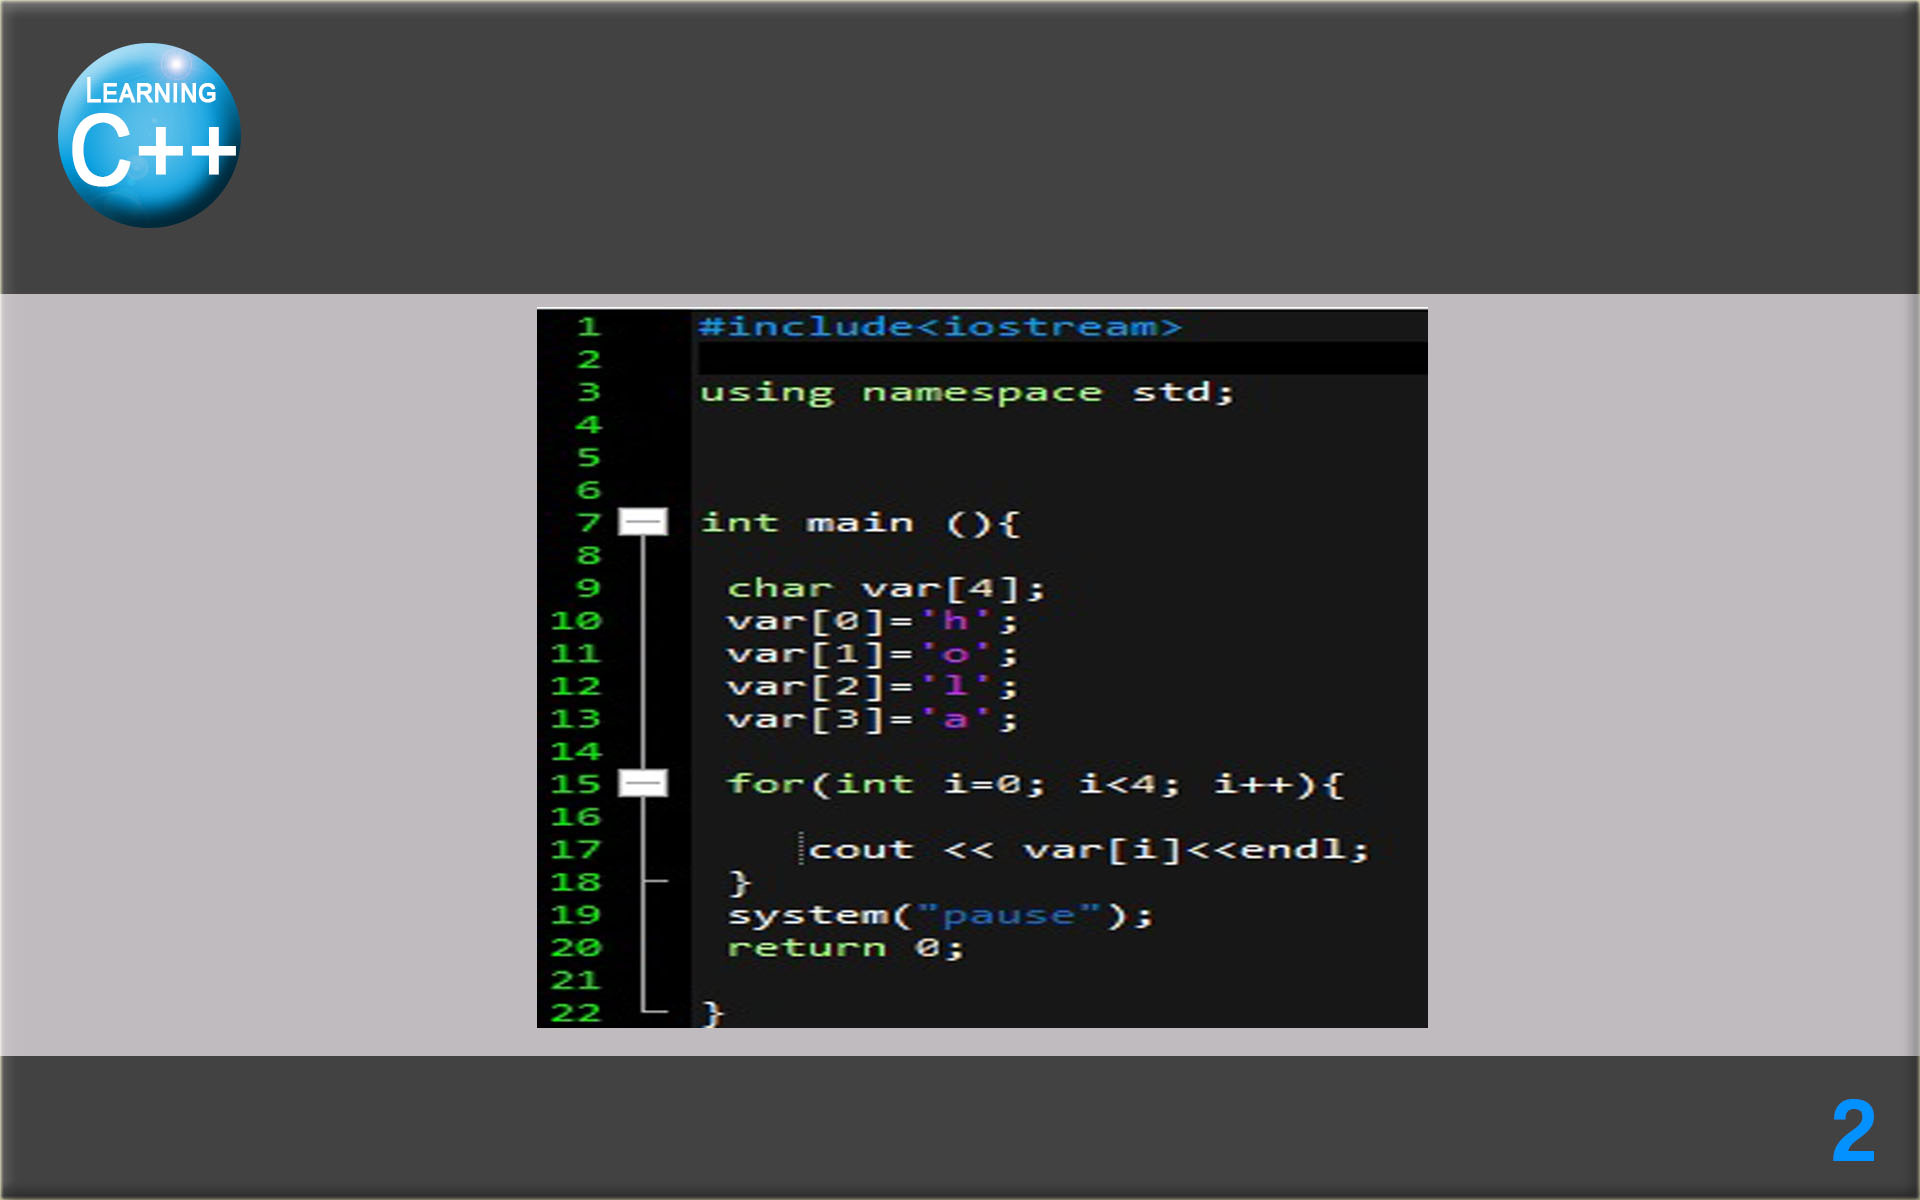 LEARNING
C++
1 #include<iostream>
2
3 using namespace std;
4
5
6
7 int main (){
8
9 char var[4];
10 var[0]='h';
11 var[1]='o';
12 var[2]='l';
13 var[3]='a';
14
15 for(int i=0; i<4; i++){
16
17 cout << var[i]<<endl;
18 }
19 system("pause");
20 return 0;
21
22 }
2